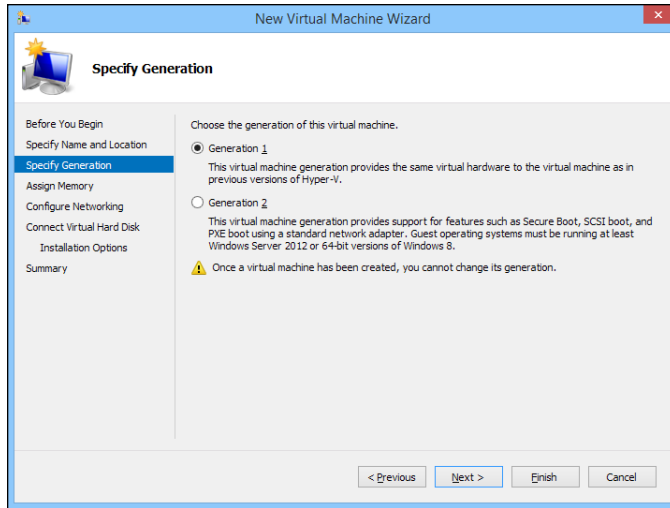 New Virtual Machine Wizard
Specify Generation
Before You Begin
Specify Name and Location
Specify Generation
Assign Memory
Configure Networking
Connect Virtual Hard Disk
Installation Options
Summary
Choose the generation of this virtual machine.
Generation 1
This virtual machine generation provides the same virtual hardware to the virtual machine as in
previous versions of Hyper-V.
Generation 2
This virtual machine generation provides support for features such as Secure Boot, SCSI boot, and
PXE boot using a standard network adapter. Guest operating systems must be running at least
Windows Server 2012 or 64-bit versions of Windows 8.
Once a virtual machine has been created, you cannot change its generation.
< Previous
Next >
Finish
Cancel